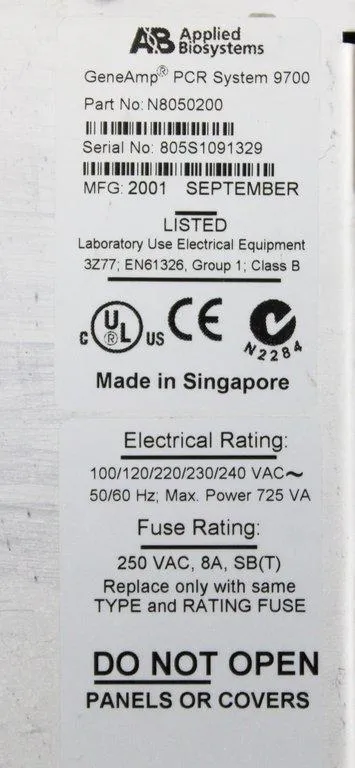 AB Applied
Biosystems
GeneAmp® PCR System 9700
Part No: N8050200
Serial No: 805S1091329
MFG: 2001 SEPTEMBER
LISTED
Laboratory Use Electrical Equipment
3Z77; EN61326, Group 1; Class B
c UL ® US CE N2284
Made in Singapore
Electrical Rating:
100/120/220/230/240 VAC~
50/60 Hz; Max. Power 725 VA
Fuse Rating:
250 VAC, 8A, SB(T)
Replace only with same
TYPE and RATING FUSE
DO NOT OPEN
PANELS OR COVERS